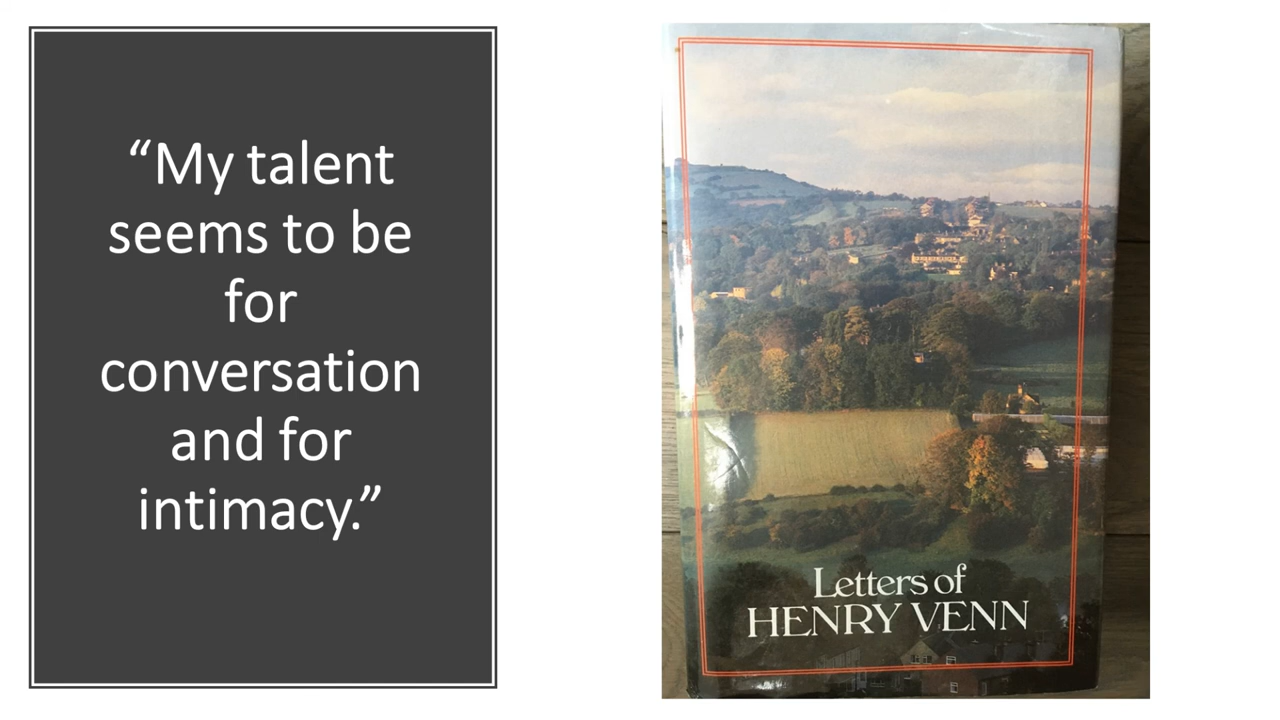 “My talent
seems to be
for
conversation
and for
intimacy.”
Letters of
HENRY VENN